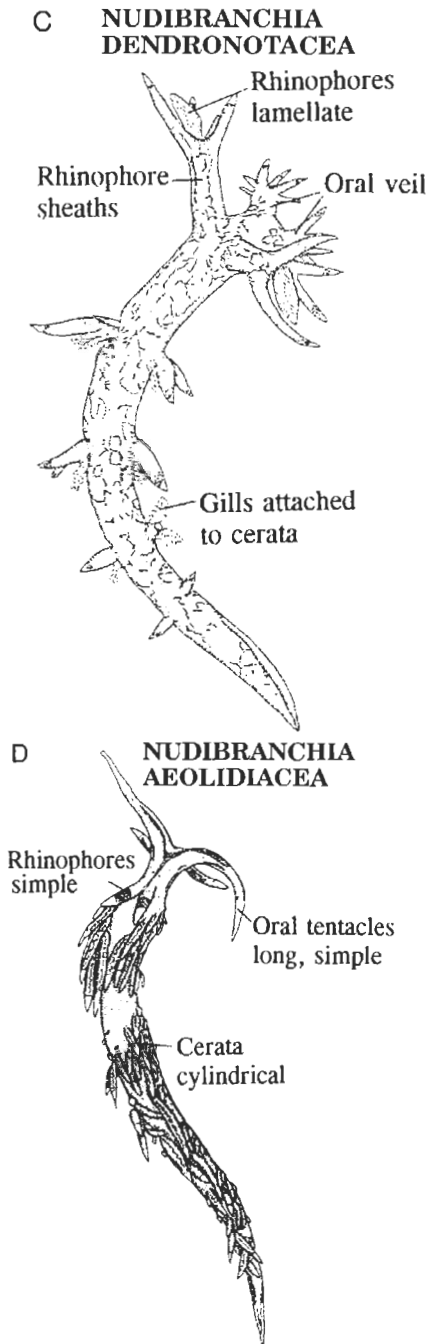 C NUDIBRANCHIA
DENDRONOTACEA
Rhinophores
lamellate
Rhinophore
sheaths
Oral veil
Gills attached
to cerata
D NUDIBRANCHIA
AEOLIDIACEA
Rhinophores
simple
Oral tentacles
long, simple
Cerata
cylindrical